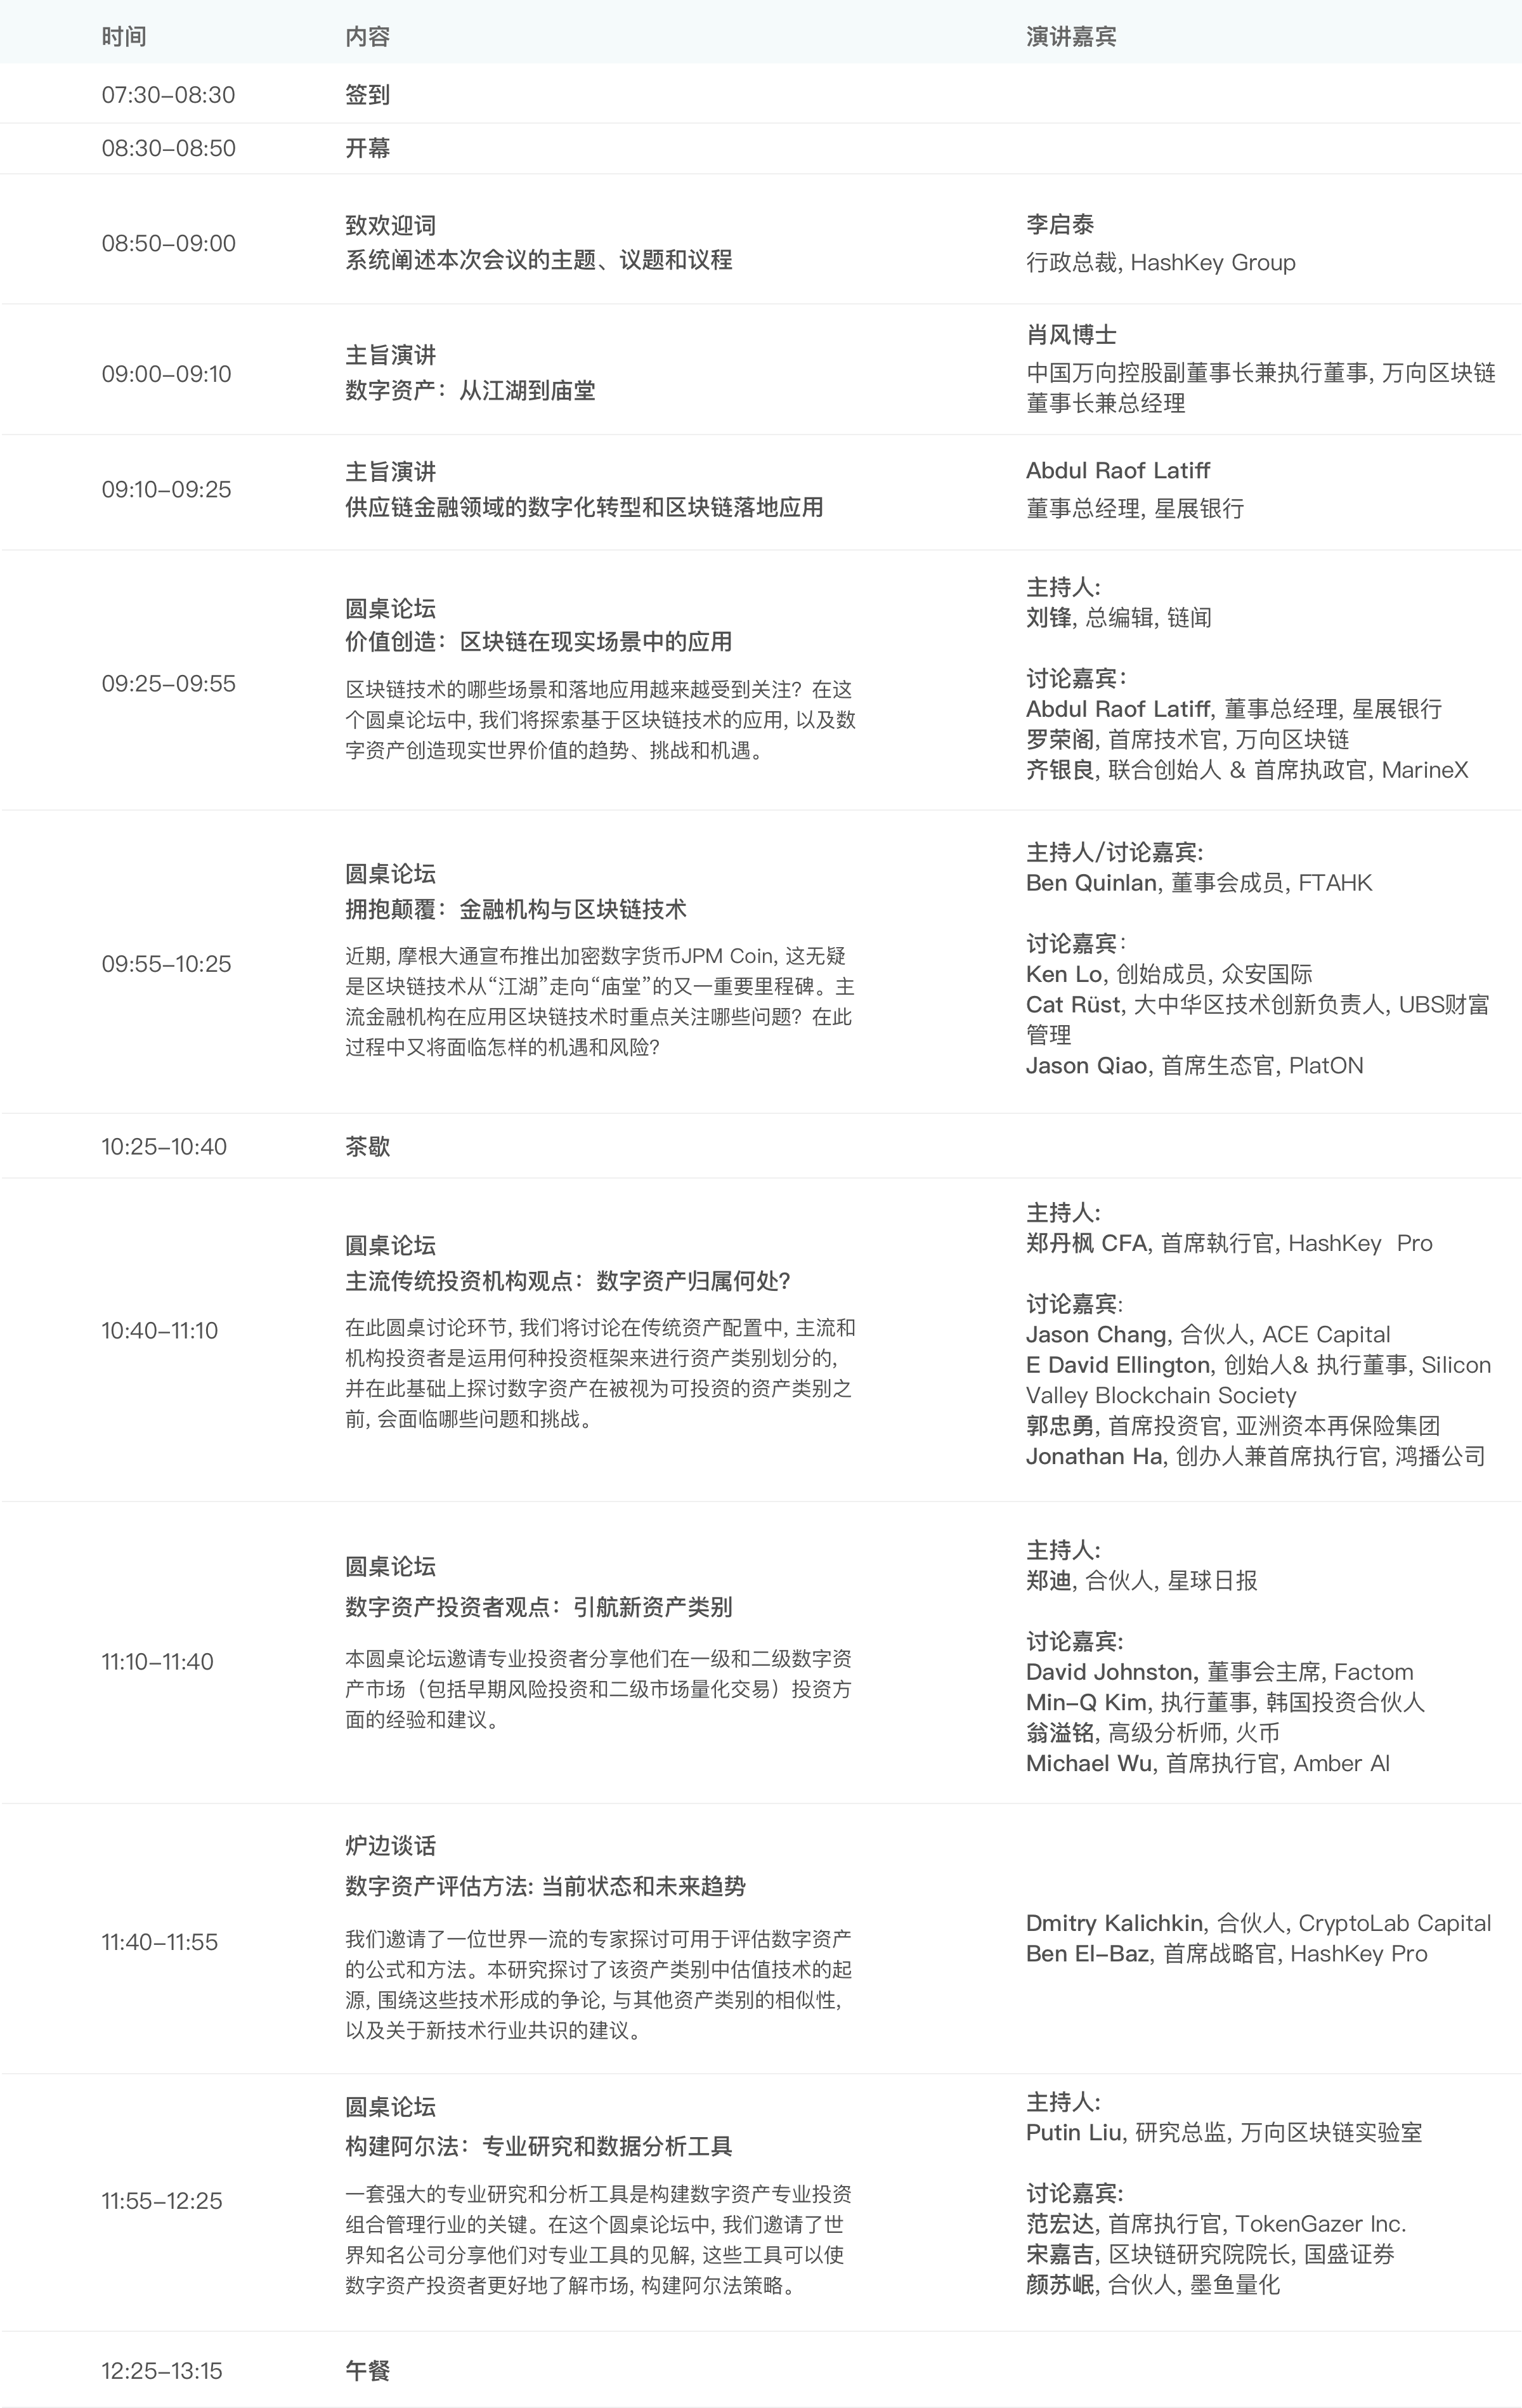 时间 内容 演讲嘉宾
07:30–08:30 签到
08:30–08:50 开幕
08:50–09:00
致欢迎词
系统阐述本次会议的主题、议题和议程
李启泰
行政总裁, HashKey Group
09:00–09:10
主旨演讲
数字资产：从江湖到庙堂
肖风博士
中国万向控股副董事长兼执行董事, 万向区块链
董事长兼总经理
09:10–09:25
主旨演讲
供应链金融领域的数字化转型和区块链落地应用
Abdul Raof Latiff
董事总经理, 星展银行
09:25–09:55
圆桌论坛
价值创造：区块链在现实场景中的应用
区块链技术的哪些场景和落地应用越来越受到关注？在这
个圆桌论坛中, 我们将探索基于区块链技术的应用, 以及数
字资产创造现实世界价值的趋势、挑战和机遇。
主持人:
刘锋, 总编辑, 链闻
讨论嘉宾：
Abdul Raof Latiff, 董事总经理, 星展银行
罗荣阁, 首席技术官, 万向区块链
齐银良, 联合创始人 & 首席执政官, MarineX
09:55–10:25
圆桌论坛
拥抱颠覆：金融机构与区块链技术
近期, 摩根大通宣布推出加密数字货币JPM Coin, 这无疑
是区块链技术从“江湖”走向“庙堂”的又一重要里程碑。主
流金融机构在应用区块链技术时重点关注哪些问题？在此
过程中又将面临怎样的机遇和风险?
主持人/讨论嘉宾:
Ben Quinlan, 董事会成员, FTAHK
讨论嘉宾：
Ken Lo, 创始成员, 众安国际
Cat Rüst, 大中华区技术创新负责人, UBS财富
管理
Jason Qiao, 首席生态官, PlatON
10:25–10:40 茶歇
10:40–11:10
圓桌论坛
主流传统投资机构观点：数字资产归属何处?
在此圆桌讨论环节, 我们将讨论在传统资产配置中, 主流和
机构投资者是运用何种投资框架来进行资产类别划分的,
并在此基础上探讨数字资产在被视为可投资的资产类别之
前, 会面临哪些问题和挑战。
主持人:
郑丹枫 CFA, 首席執行官, HashKey  Pro
讨论嘉宾:
Jason Chang, 合伙人, ACE Capital
E David Ellington, 创始人& 执行董事, Silicon
Valley Blockchain Society
郭忠勇, 首席投资官, 亚洲资本再保险集团
Jonathan Ha, 创办人兼首席执行官, 鸿播公司
11:10–11:40
圆桌论坛
数字资产投资者观点：引航新资产类别
本圆桌论坛邀请专业投资者分享他们在一级和二级数字资
产市场（包括早期风险投资和二级市场量化交易）投资方
面的经验和建议。
主持人:
郑迪, 合伙人, 星球日报
讨论嘉宾:
David Johnston, 董事会主席, Factom
Min–Q Kim, 执行董事, 韩国投资合伙人
翁溢铭, 高级分析师, 火币
Michael Wu, 首席执行官, Amber AI
11:40–11:55
炉边谈话
数字资产评估方法: 当前状态和未来趋势
我们邀请了一位世界一流的专家探讨可用于评估数字资产
的公式和方法。本研究探讨了该资产类别中估值技术的起
源, 围绕这些技术形成的争论, 与其他资产类别的相似性,
以及关于新技术行业共识的建议。
Dmitry Kalichkin, 合伙人, CryptoLab Capital
Ben El–Baz, 首席战略官, HashKey Pro
11:55–12:25
圆桌论坛
构建阿尔法：专业研究和数据分析工具
一套强大的专业研究和分析工具是构建数字资产专业投资
组合管理行业的关键。在这个圆桌论坛中, 我们邀请了世
界知名公司分享他们对专业工具的见解, 这些工具可以使
数字资产投资者更好地了解市场, 构建阿尔法策略。
主持人:
Putin Liu, 研究总监, 万向区块链实验室
讨论嘉宾:
范宏达, 首席执行官, TokenGazer Inc.
宋嘉吉, 区块链研究院院长, 国盛证券
颜苏岷, 合伙人, 墨鱼量化
12:25–13:15 午餐